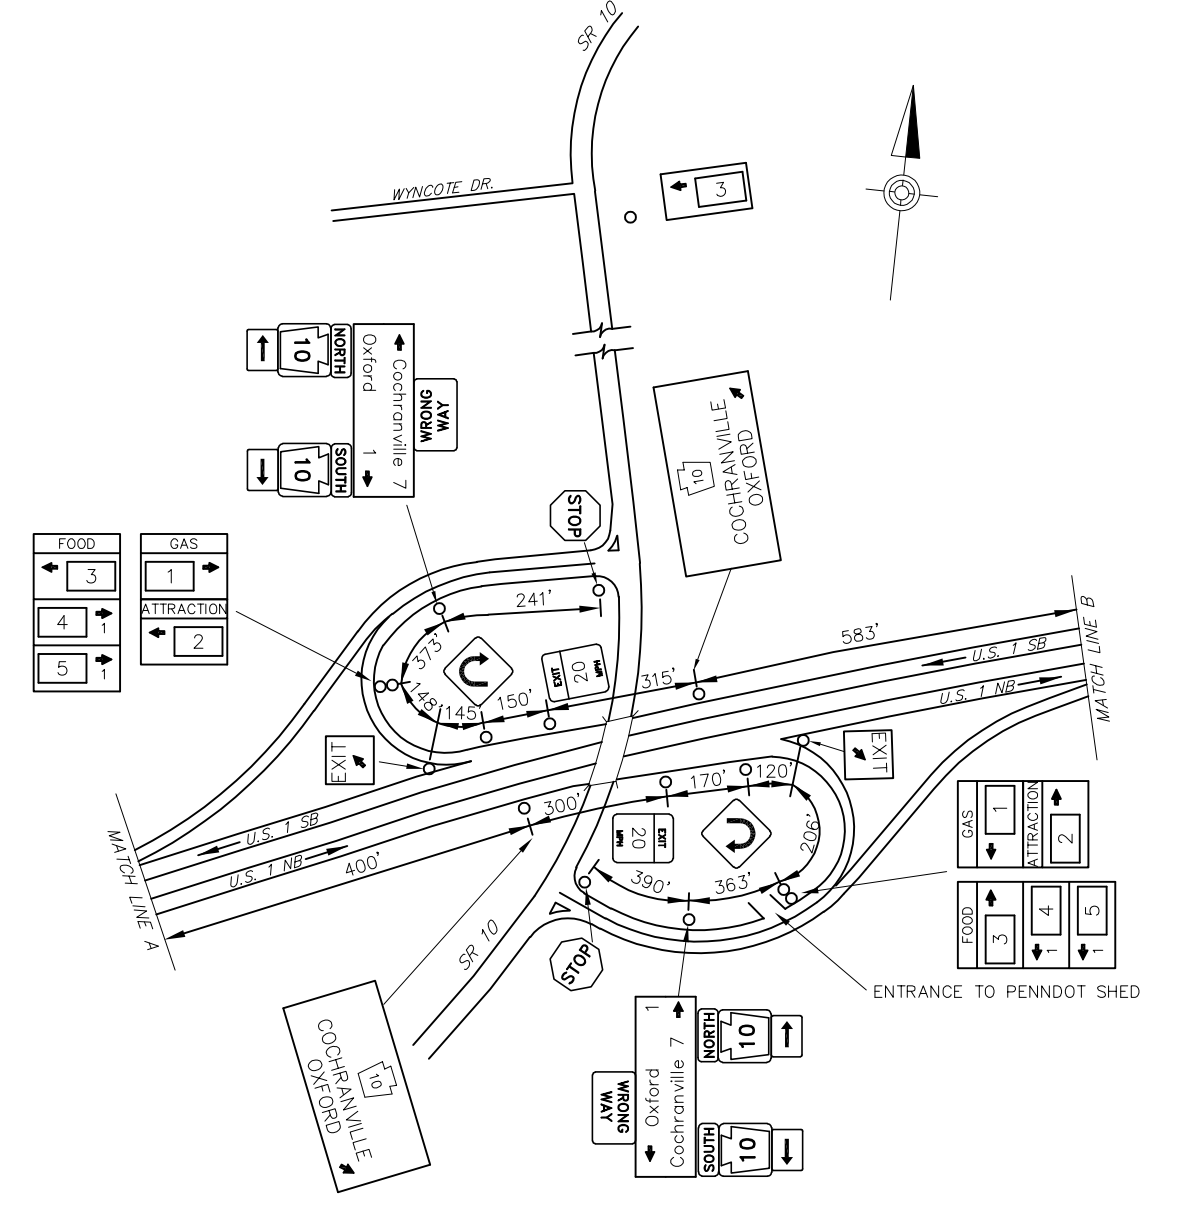 SR 10
WYNCOTE DR.
3
NORTH
10
SOUTH
10
Cochranville 7
Oxford 1
WRONG
WAY
10
COCHRANVILLE
OXFORD
STOP
FOOD
3
4
1
5
1
GAS
1
ATTRACTION
2
241'
373'
148'
145
150'
315'
583'
EXIT
20
MPH
EXIT
U.S. 1 SB
U.S. 1 NB
MATCH LINE B
EXIT
U.S. 1 SB
U.S. 1 NB
MATCH LINE A
400'
300'
170'
120'
206'
363'
390'
EXIT
20
MPH
GAS
1
ATTRACTION
2
FOOD
3
4
1
5
1
ENTRANCE TO PENNDOT SHED
SR 10
STOP
10
COCHRANVILLE
OXFORD
Oxford 1
Cochranville 7
WRONG
WAY
NORTH
10
SOUTH
10